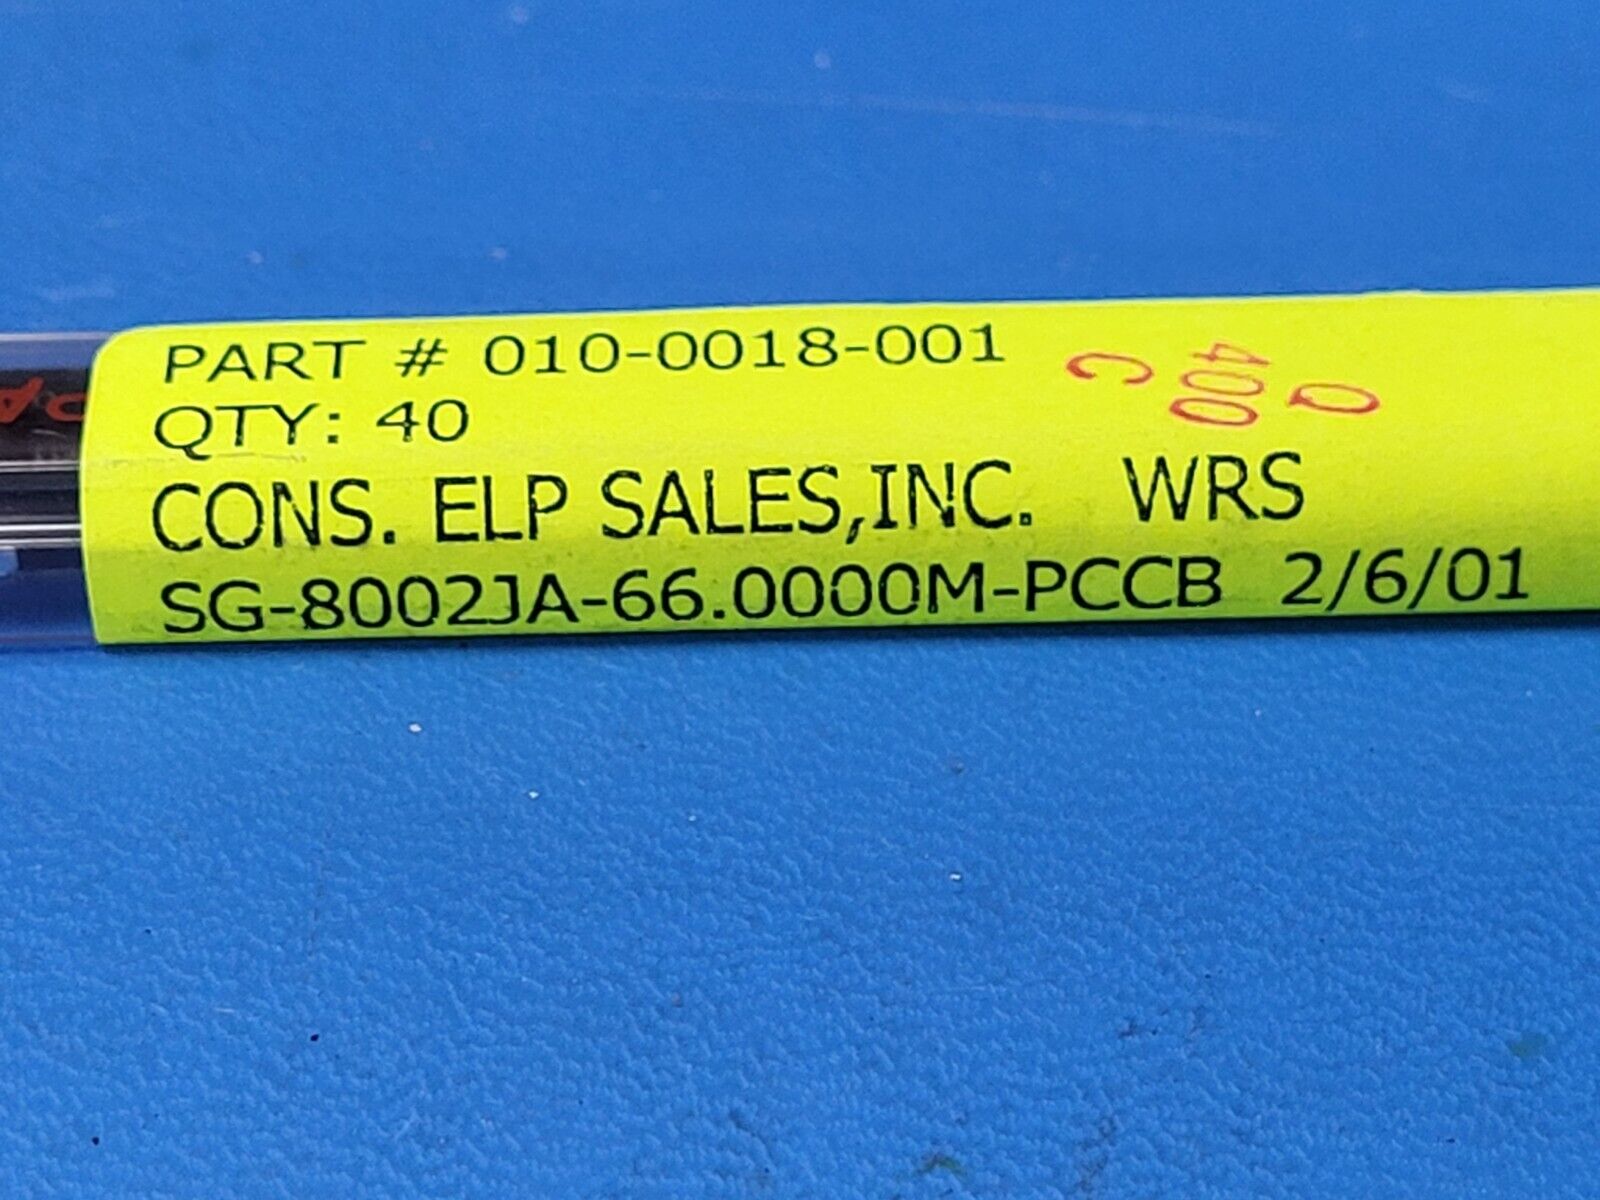 PART # 010-0018-001
QTY: 40
CONS. ELP SALES,INC. WRS
SG-8002JA-66.0000M-PCCB 2/6/01
Q
400
C